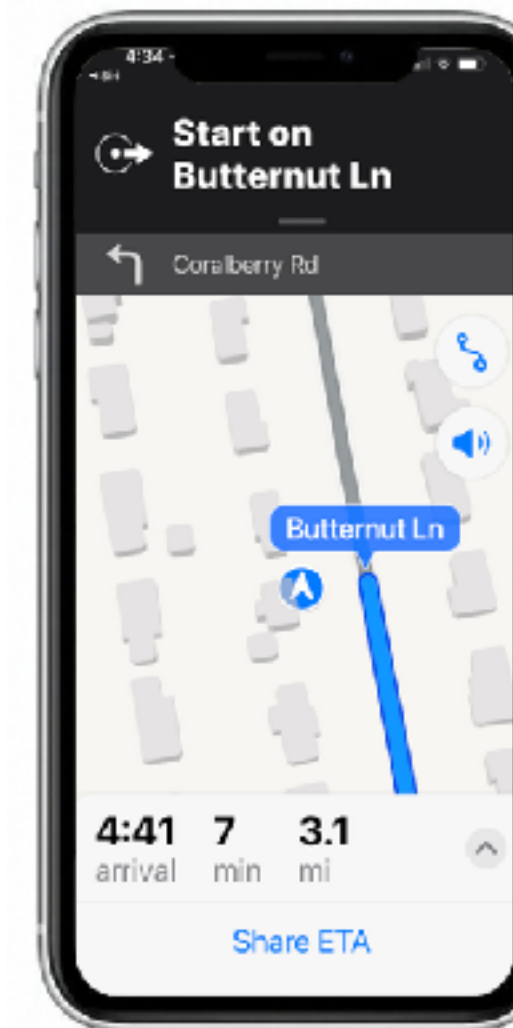 4:34
Start on
Butternut Ln
Coralberry Rd
Butternut Ln
4:41 7 3.1
arrival min mi
Share ETA